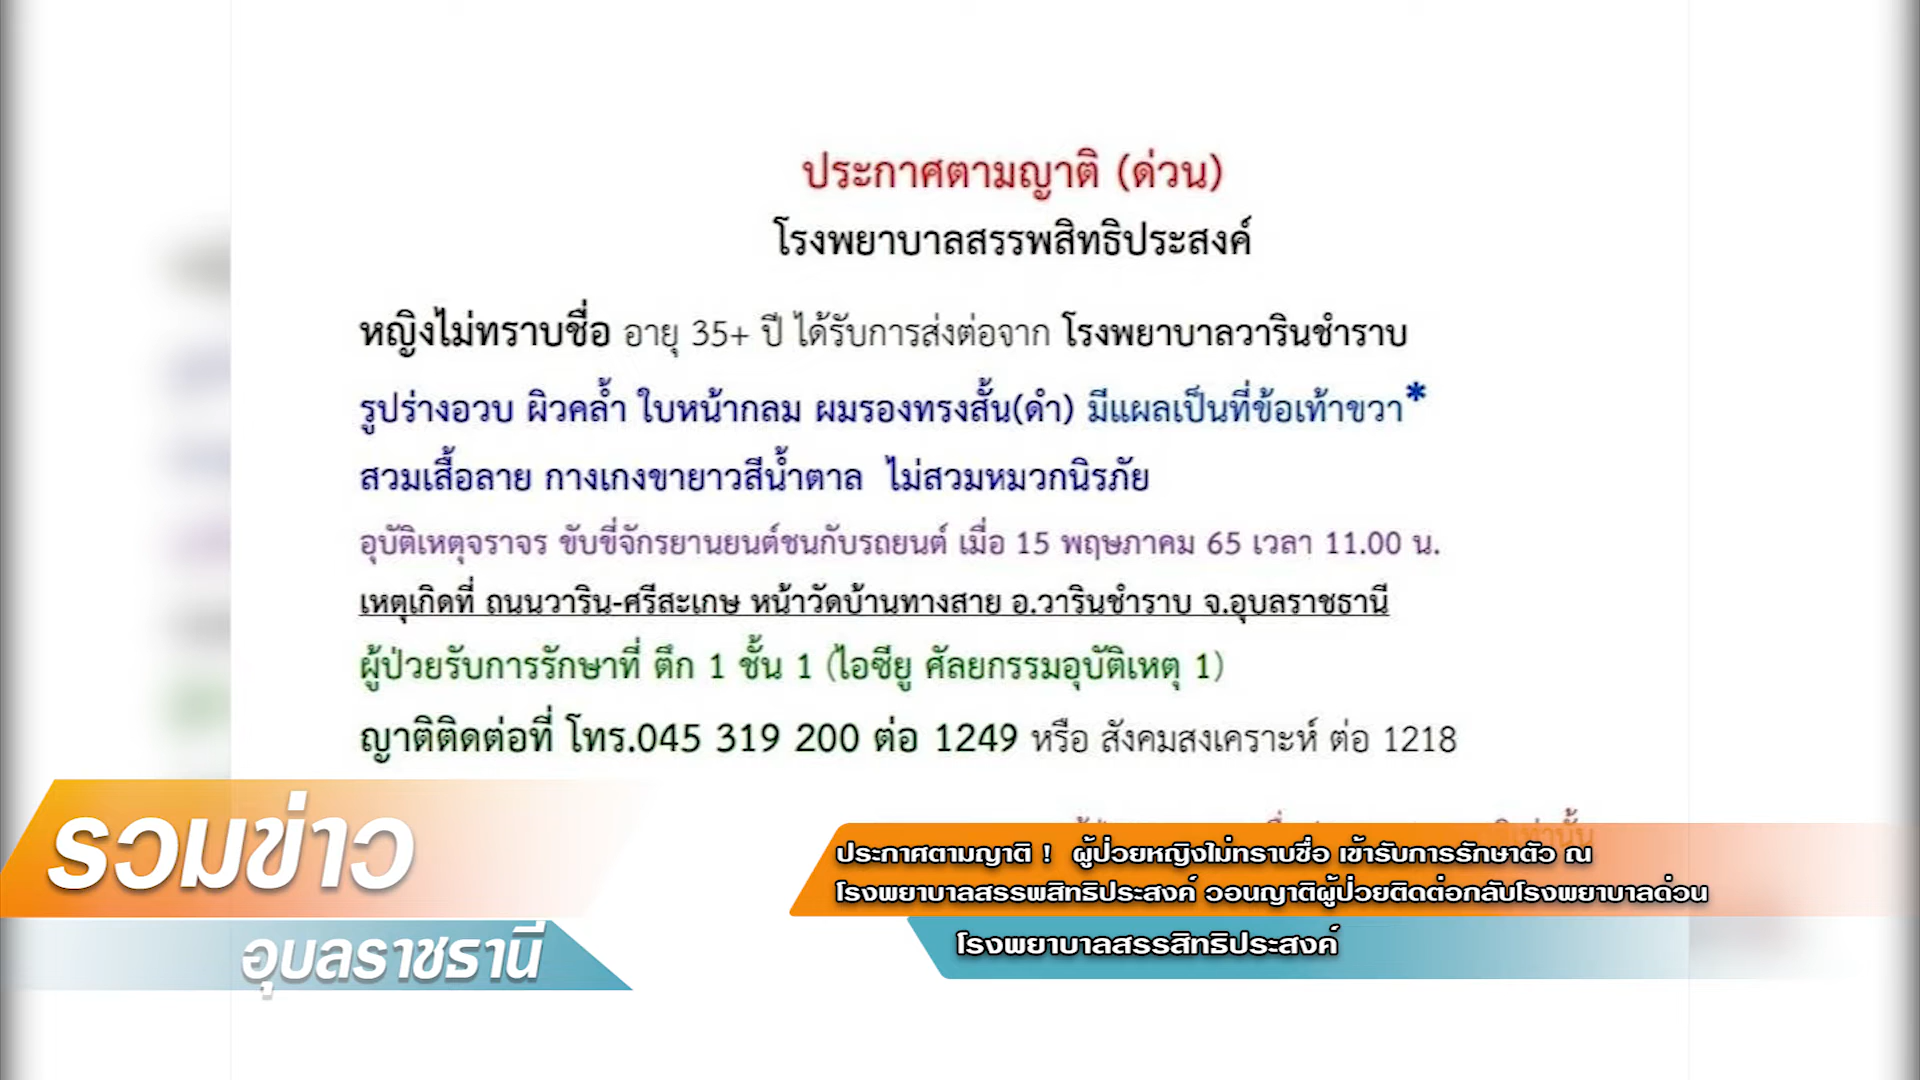 ประกาศตามญาติ (ด่วน)
โรงพยาบาลสรรพสิทธิประสงค์
หญิงไม่ทราบชื่อ อายุ 35+ ปี ได้รับการส่งต่อจาก โรงพยาบาลวารินชำราบ
รูปร่างอวบ ผิวคล้ำ ใบหน้ากลม ผมรองทรงสั้น(ดำ) มีแผลเป็นที่ข้อเท้าขวา*
สวมเสื้อลาย กางเกงขายาวสีน้ำตาล ไม่สวมหมวกนิรภัย
อุบัติเหตุจราจร ขับขี่จักรยานยนต์ชนกับรถยนต์ เมื่อ 15 พฤษภาคม 65 เวลา 11.00 น.
เหตุเกิดที่ ถนนวาริน-ศรีสะเกษ หน้าวัดบ้านทางสาย อ.วารินชำราบ จ.อุบลราชธานี
ผู้ป่วยรับการรักษาที่ ตึก 1 ชั้น 1 (ไอซียู ศัลยกรรมอุบัติเหตุ 1)
ญาติติดต่อที่ โทร.045 319 200 ต่อ 1249 หรือ สังคมสงเคราะห์ ต่อ 1218
รวมข่าว
อุบลราชธานี
ประกาศตามญาติ ! ผู้ป่วยหญิงไม่ทราบชื่อ เข้ารับการรักษาตัว ณ
โรงพยาบาลสรรพสิทธิประสงค์ วอนญาติผู้ป่วยติดต่อกลับโรงพยาบาลด่วน
โรงพยาบาลสรรสิทธิประสงค์